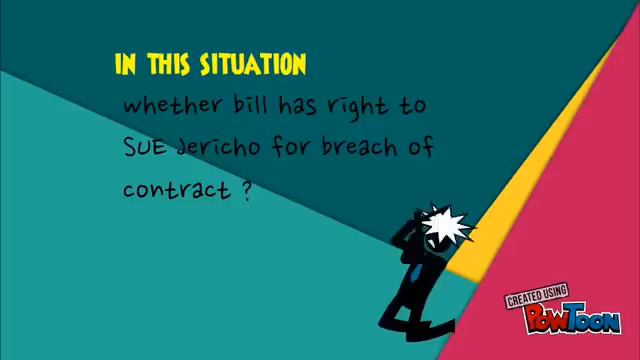 IN THIS SITUATION
whether bill has right to
SUE Jericho for breach of
contract ?
CREATED USING
POWTOON